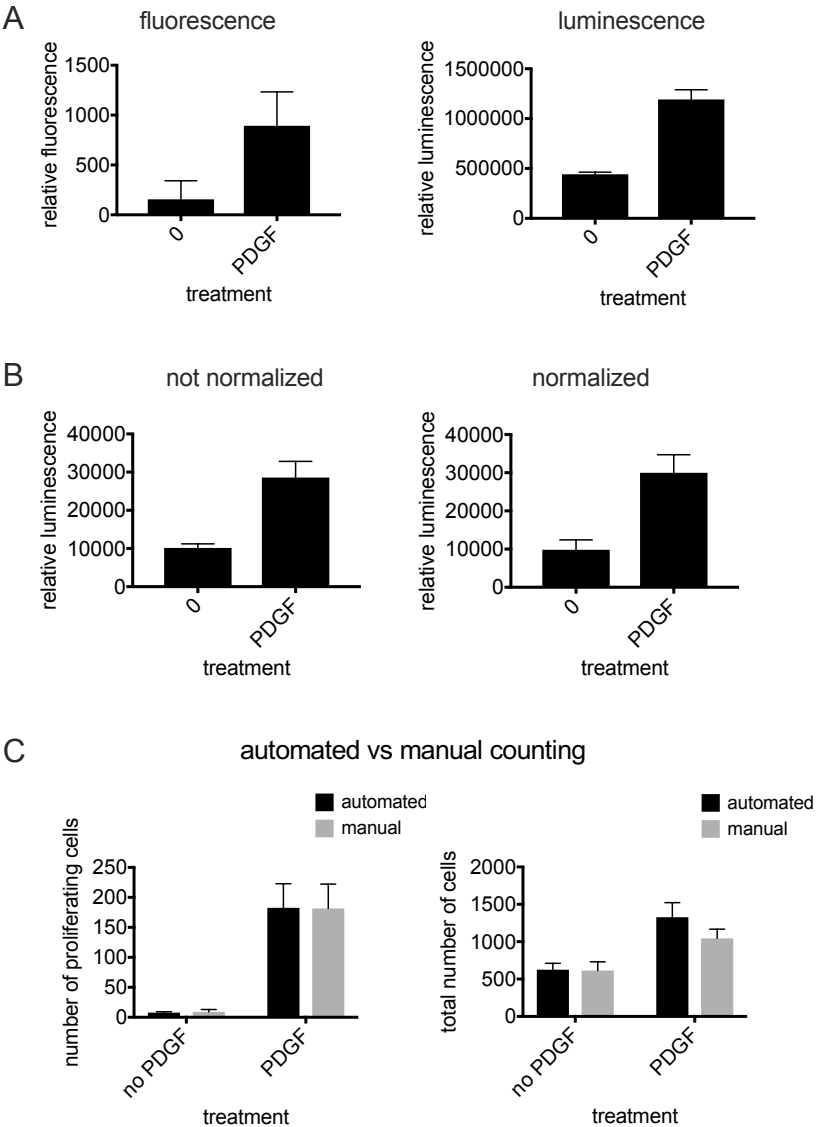 A
fluorescence
luminescence
relative fluorescence
1500
1000
500
0
0
PDGF
treatment
relative luminescence
1500000
1000000
500000
0
0
PDGF
treatment
B
not normalized
normalized
relative luminescence
40000
30000
20000
10000
0
0
PDGF
treatment
relative luminescence
40000
30000
20000
10000
0
0
PDGF
treatment
C
automated vs manual counting
automated
manual
number of proliferating cells
250
200
150
100
50
0
no PDGF
PDGF
treatment
automated
manual
total number of cells
2000
1500
1000
500
0
no PDGF
PDGF
treatment